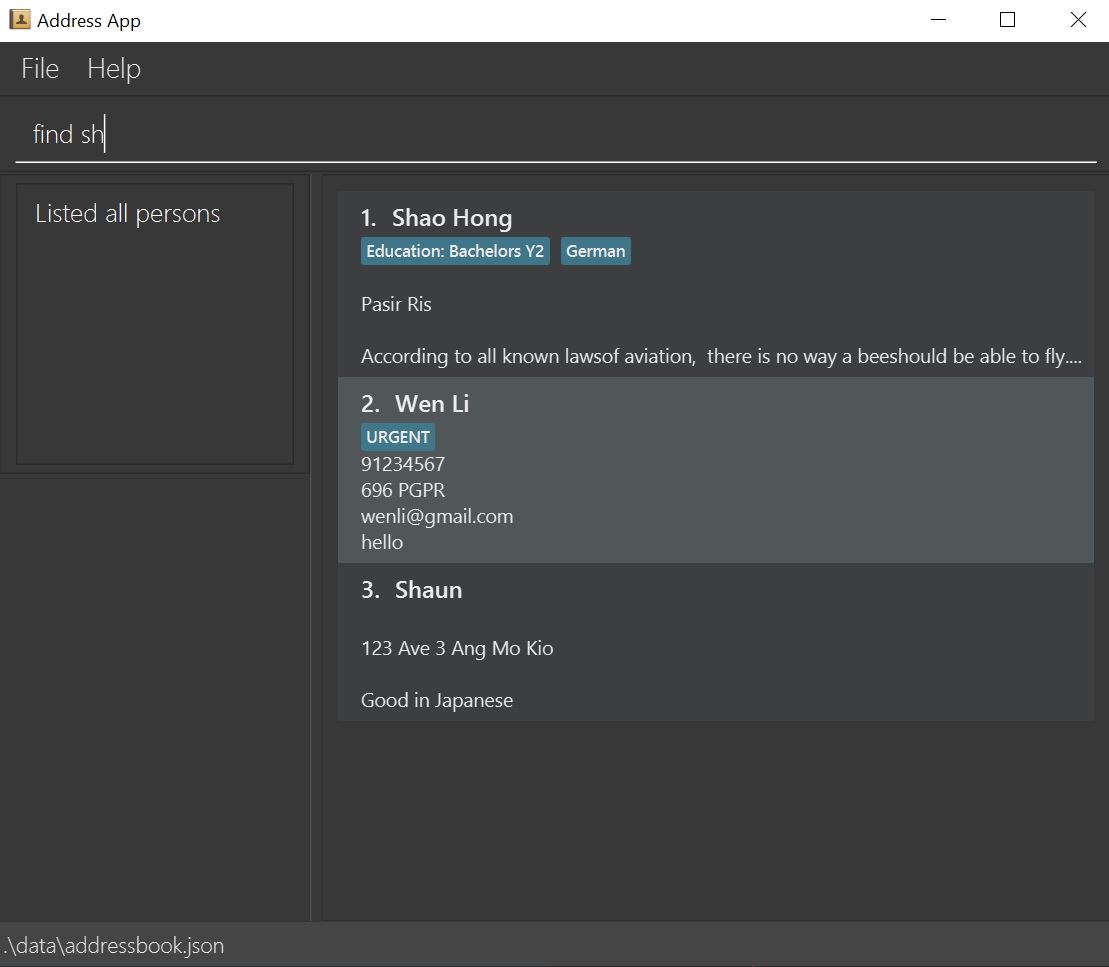 Address App
File Help
find sh
Listed all persons
1. Shao Hong
Education: Bachelors Y2 German
Pasir Ris
According to all known lawsof aviation,  there is no way a beeshould be able to fly....
2. Wen Li
URGENT
91234567
696 PGPR
wenli@gmail.com
hello
3. Shaun
123 Ave 3 Ang Mo Kio
Good in Japanese
.\data\addressbook.json